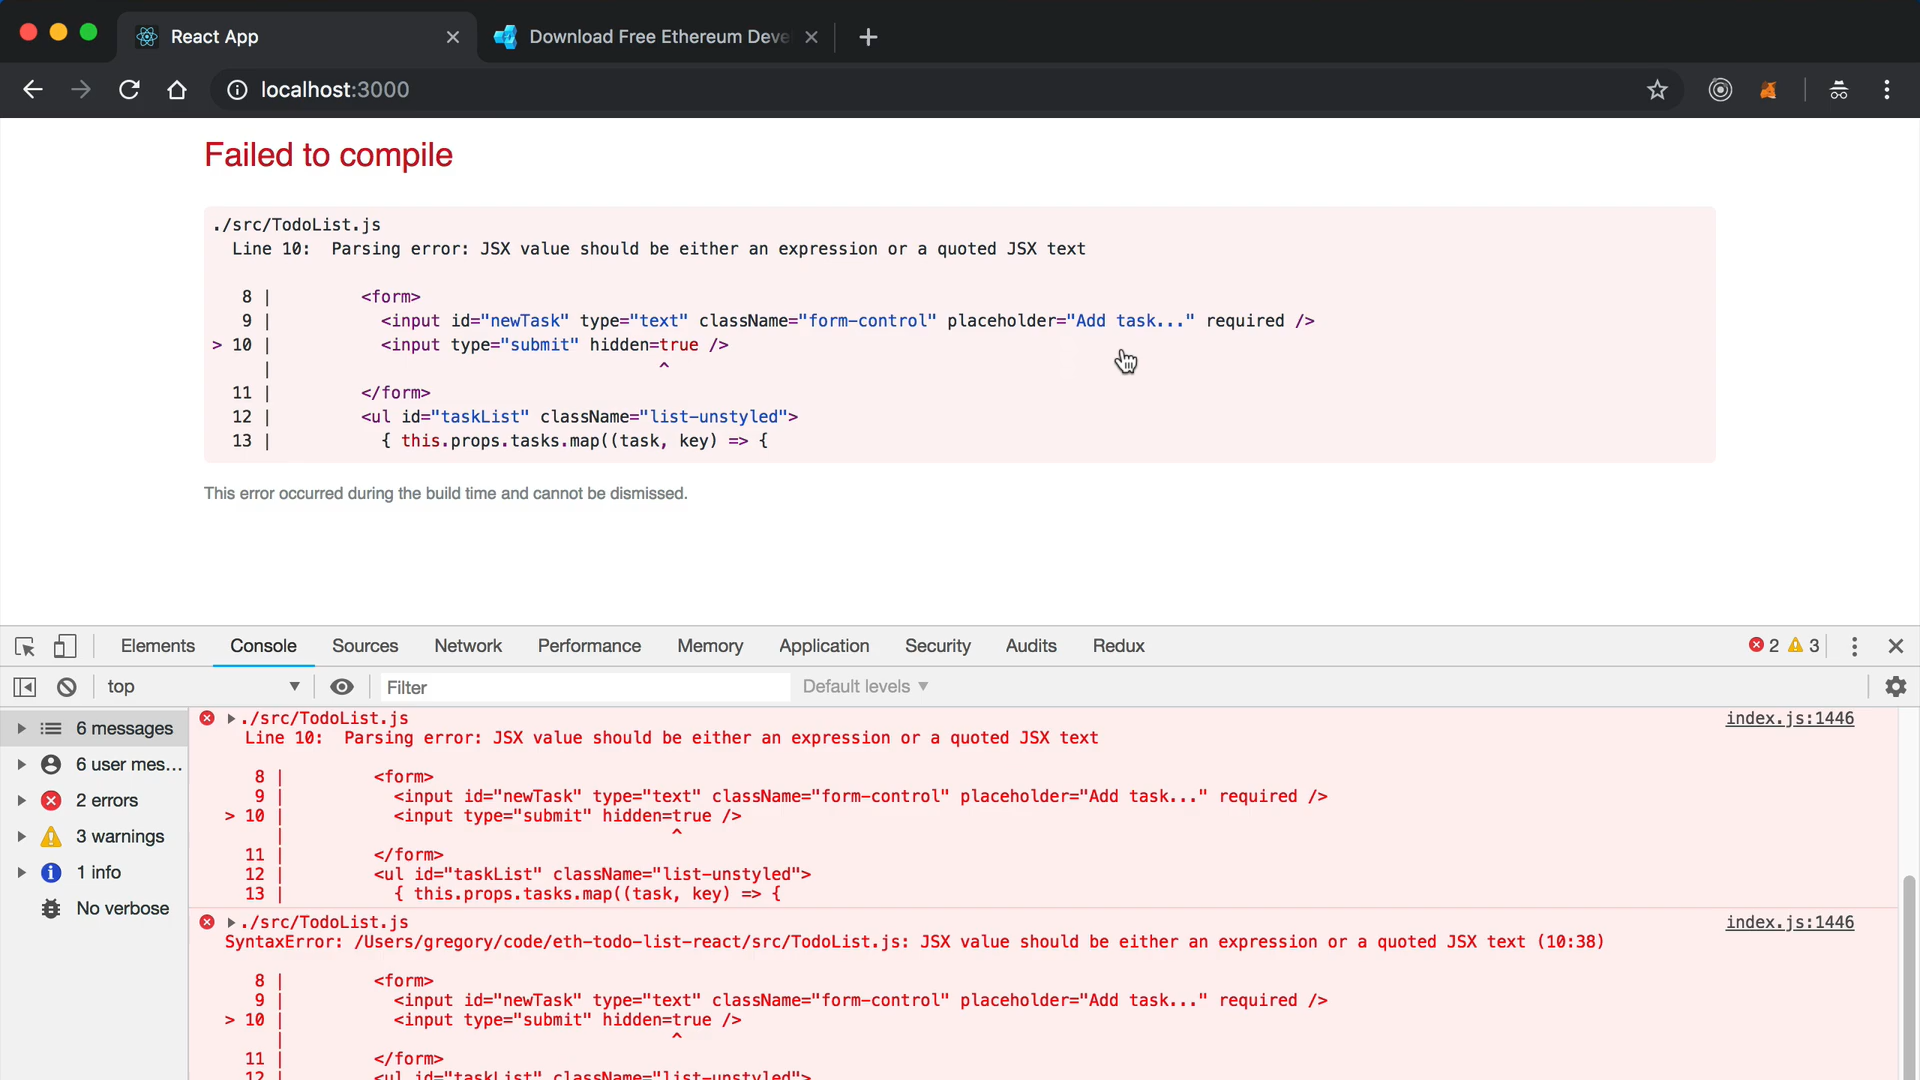 React App
Download Free Ethereum Deve
localhost:3000
Failed to compile
./src/TodoList.js
Line 10:  Parsing error: JSX value should be either an expression or a quoted JSX text
8 |         <form>
9 |           <input id="newTask" type="text" className="form-control" placeholder="Add task..." required />
> 10 |           <input type="submit" hidden=true />
|                                       ^
11 |         </form>
12 |         <ul id="taskList" className="list-unstyled">
13 |           { this.props.tasks.map((task, key) => {
This error occurred during the build time and cannot be dismissed.
Elements Console Sources Network Performance Memory Application Security Audits Redux 2 3
top Filter Default levels
6 messages
6 user mes...
2 errors
3 warnings
1 info
No verbose
./src/TodoList.js index.js:1446
Line 10:  Parsing error: JSX value should be either an expression or a quoted JSX text
8 |         <form>
9 |           <input id="newTask" type="text" className="form-control" placeholder="Add task..." required />
> 10 |           <input type="submit" hidden=true />
|                                       ^
11 |         </form>
12 |         <ul id="taskList" className="list-unstyled">
13 |           { this.props.tasks.map((task, key) => {
./src/TodoList.js index.js:1446
SyntaxError: /Users/gregory/code/eth-todo-list-react/src/TodoList.js: JSX value should be either an expression or a quoted JSX text (10:38)
8 |         <form>
9 |           <input id="newTask" type="text" className="form-control" placeholder="Add task..." required />
> 10 |           <input type="submit" hidden=true />
|                                       ^
11 |         </form>
12 |         <ul id="taskList" className="list-unstyled">